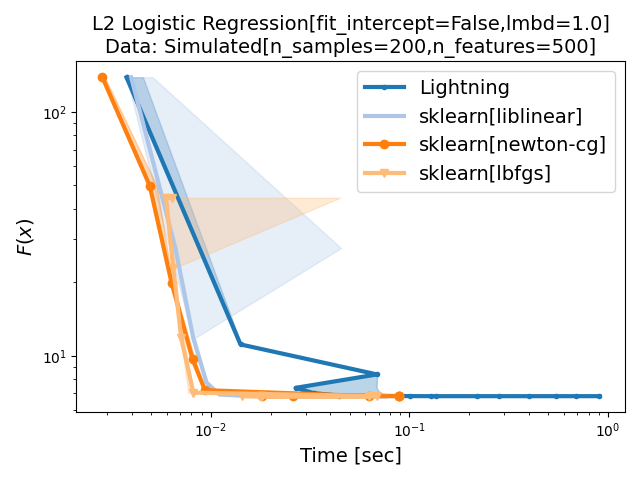 L2 Logistic Regression[fit_intercept=False,lmbd=1.0]
Data: Simulated[n_samples=200,n_features=500]
Lightning
sklearn[liblinear]
sklearn[newton-cg]
sklearn[lbfgs]
F(x)
10²
10¹
10⁻²
10⁻¹
10⁰
Time [sec]